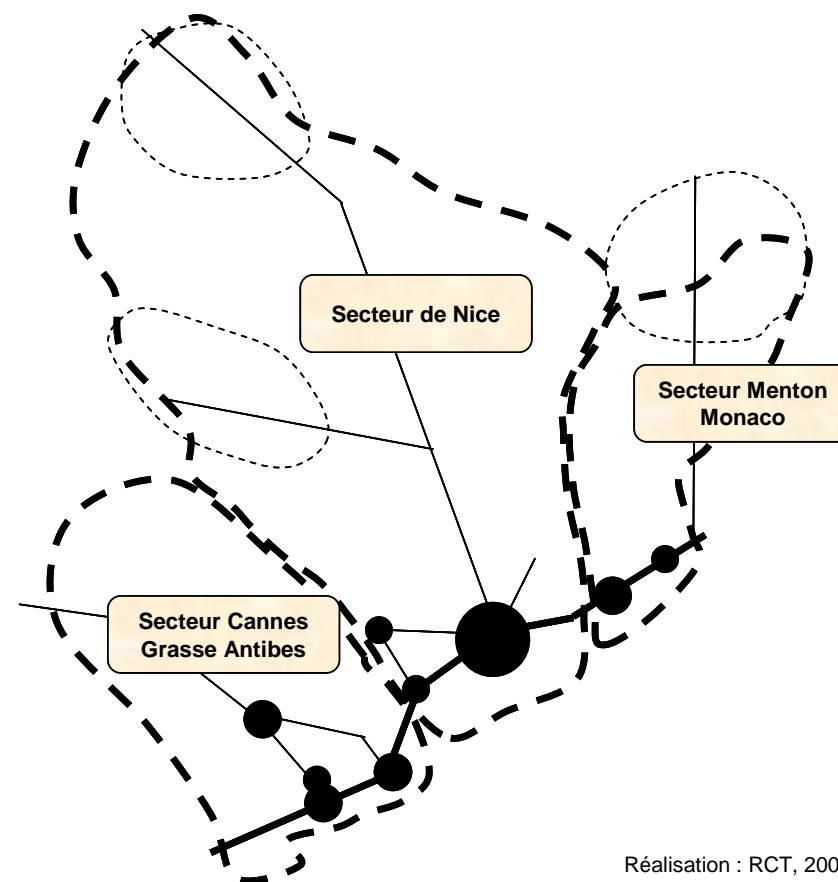 Secteur de Nice
Secteur Menton
Monaco
Secteur Cannes
Grasse Antibes
Réalisation : RCT, 200